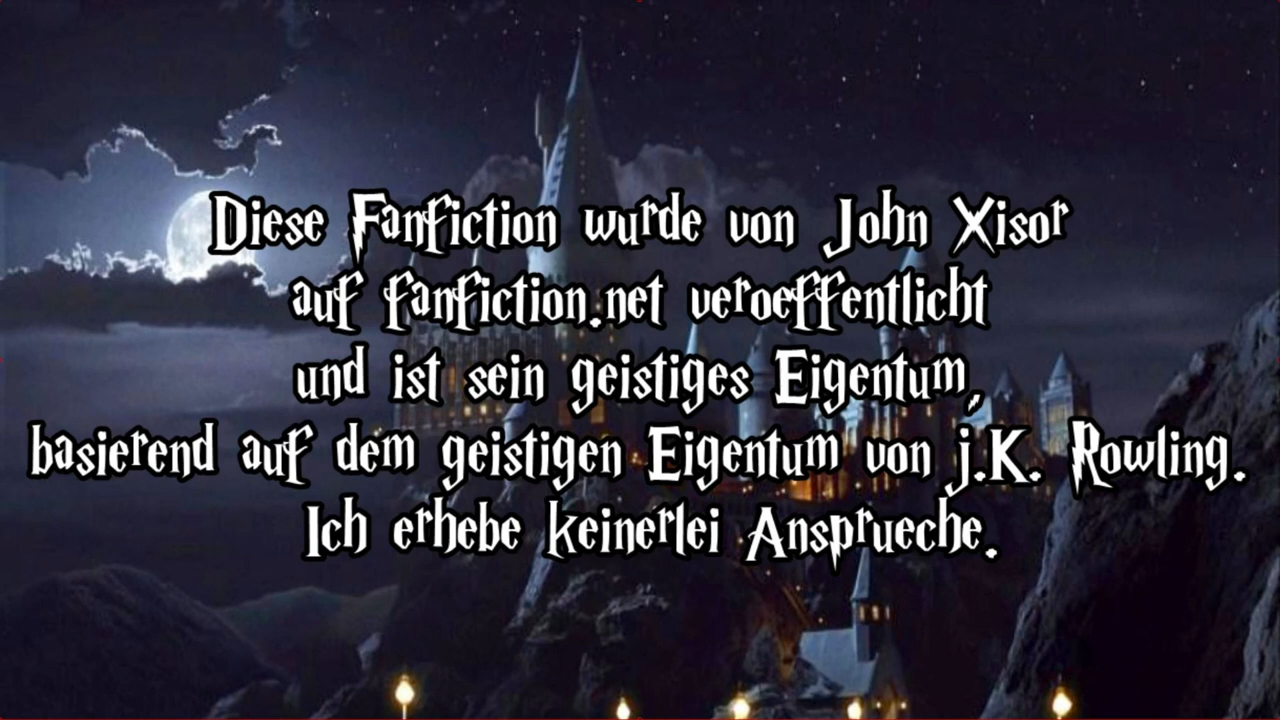 Diese Fanfiction wurde von John Xisor
auf fanfiction.net veroeffentlicht
und ist sein geistiges Eigentum,
basierend auf dem geistigen Eigentum von j.K. Rowling.
Ich erhebe keinerlei Ansprueche.